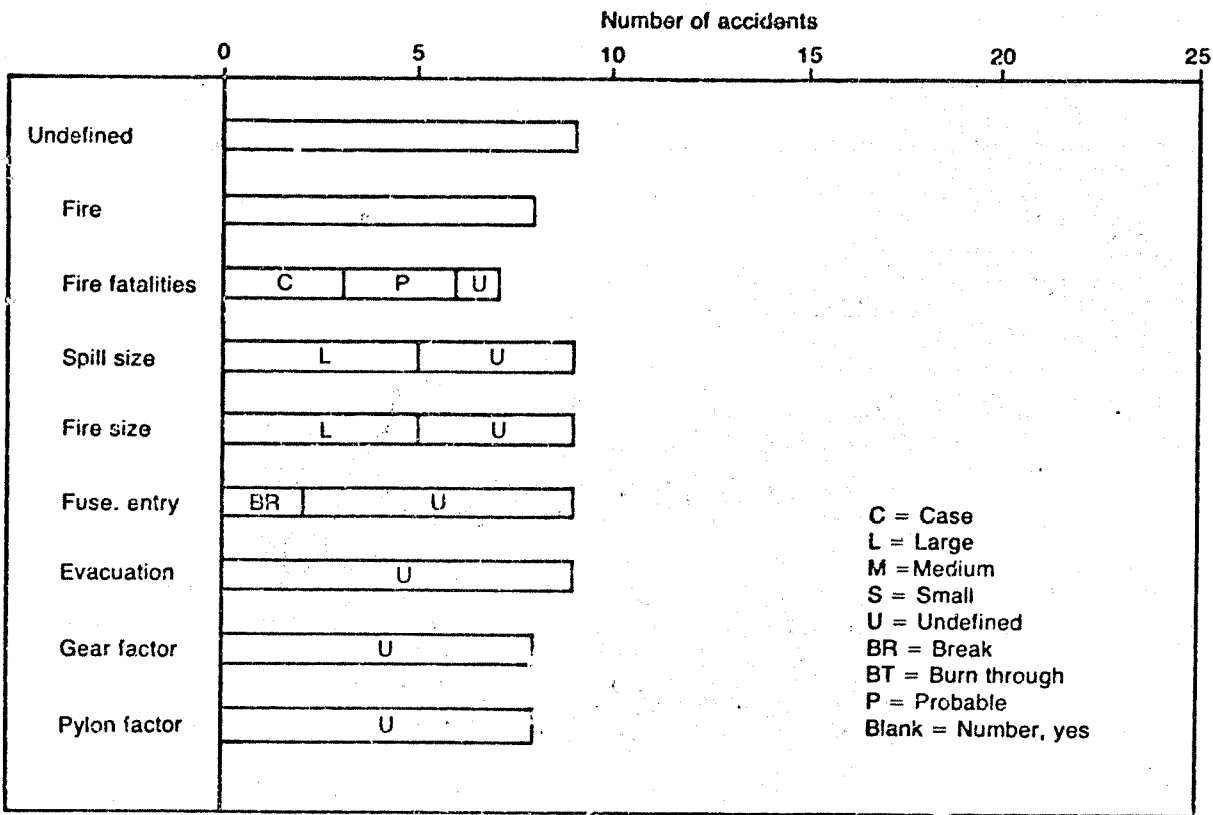 Number of accidents
0 5 10 15 20 25
Undefined
Fire
Fire fatalities C P U
Spill size L U
Fire size L U
Fuse. entry BR U
Evacuation U
Gear factor U
Pylon factor U
C = Case
L = Large
M =Medium
S = Small
U = Undefined
BR = Break
BT = Burn through
P = Probable
Blank = Number, yes